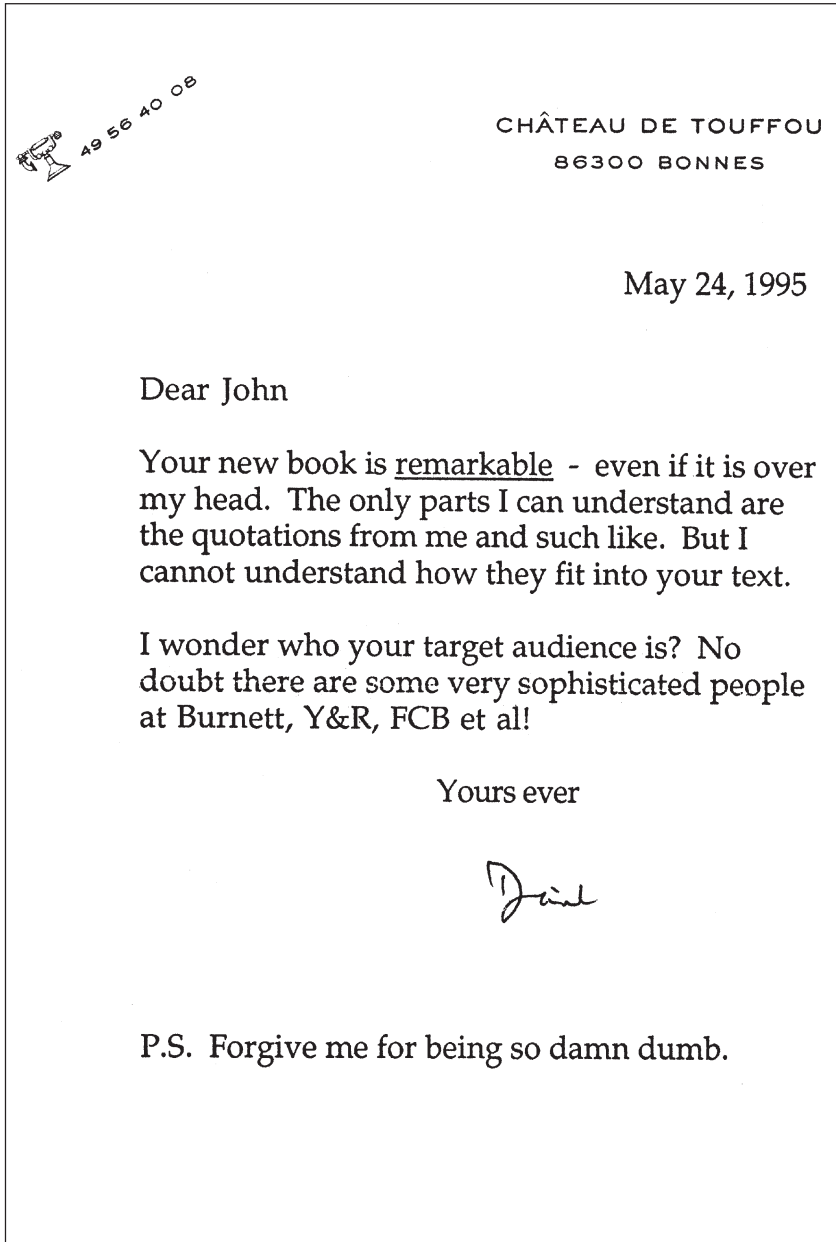 49 56 40 08
CHÂTEAU DE TOUFFOU
86300 BONNES
May 24, 1995
Dear John
Your new book is remarkable - even if it is over
my head. The only parts I can understand are
the quotations from me and such like. But I
cannot understand how they fit into your text.
I wonder who your target audience is? No
doubt there are some very sophisticated people
at Burnett, Y&R, FCB et al!
Yours ever
David
P.S. Forgive me for being so damn dumb.